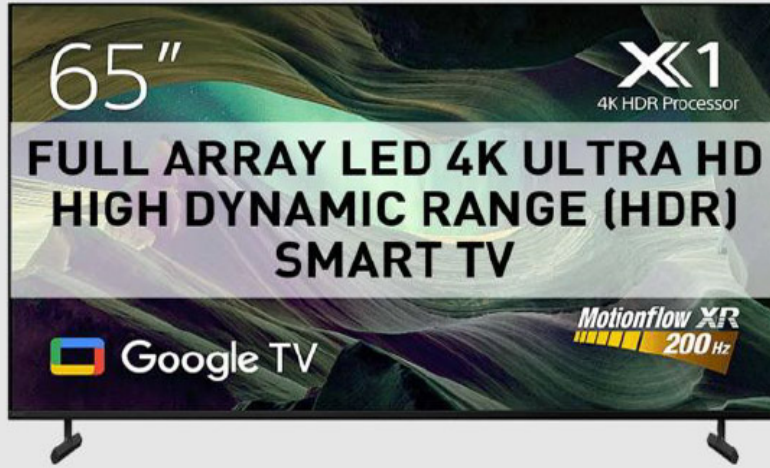 65"
X1
4K HDR Processor
FULL ARRAY LED 4K ULTRA HD
HIGH DYNAMIC RANGE (HDR)
SMART TV
Google TV
Motionflow XR
200 Hz